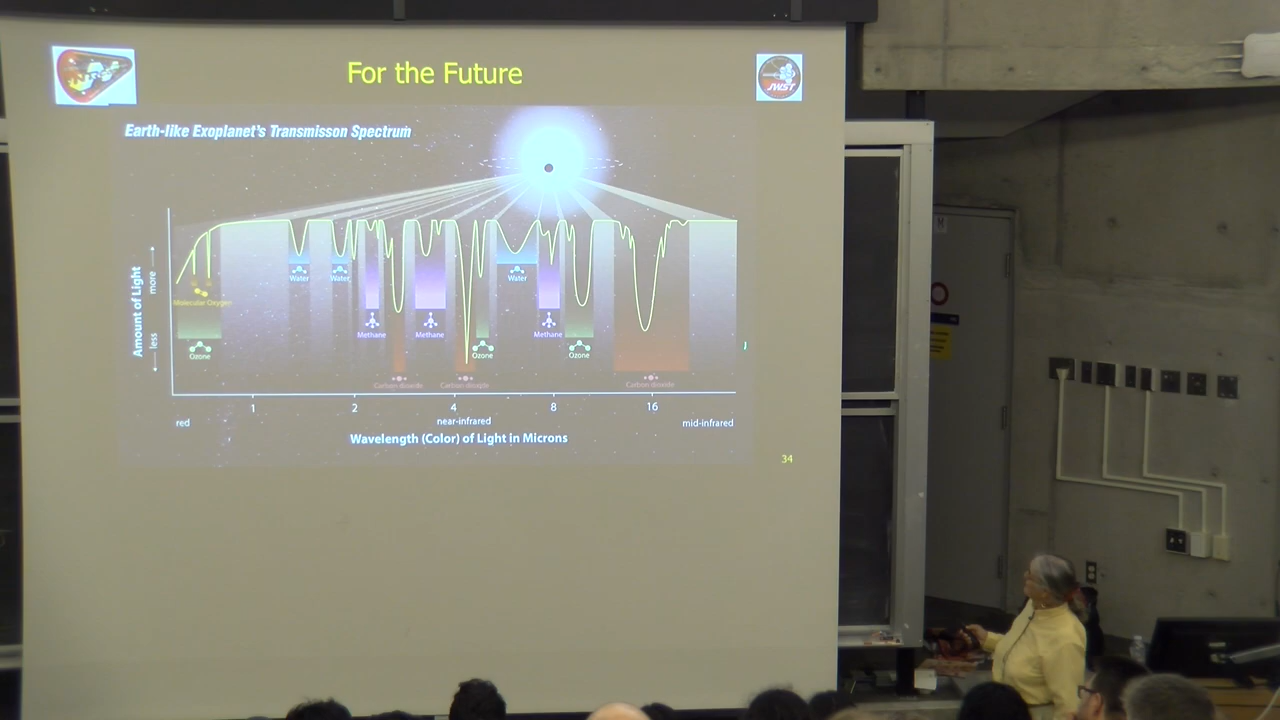 For the Future
JWST
Earth-like Exoplanet's Transmisson Spectrum
Amount of Light
less more
Molecular Oxygen
Ozone
Water
Water
Methane
Carbon dioxide
Methane
Carbon dioxide
Ozone
Water
Methane
Ozone
Carbon dioxide
1 2 4 8 16
red near-infrared mid-infrared
Wavelength (Color) of Light in Microns
34